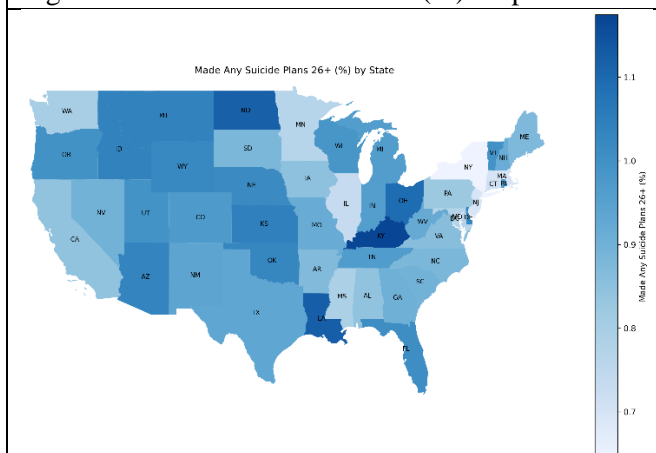 Made Any Suicide Plans 26+ (%) by State
WA
ND
MN
ME
OR
ID
SD
WI
MI
VT
NH
WY
NY
MA
CT
IA
NE
PA
NJ
IL
IN
OH
NV
UT
CO
KS
MO
KY
WV
VA
CA
OK
TN
NC
AZ
NM
AR
SC
MS
AL
GA
TX
LA
FL
1.1
1.0
0.9
0.8
0.7
Made Any Suicide Plans 26+ (%)